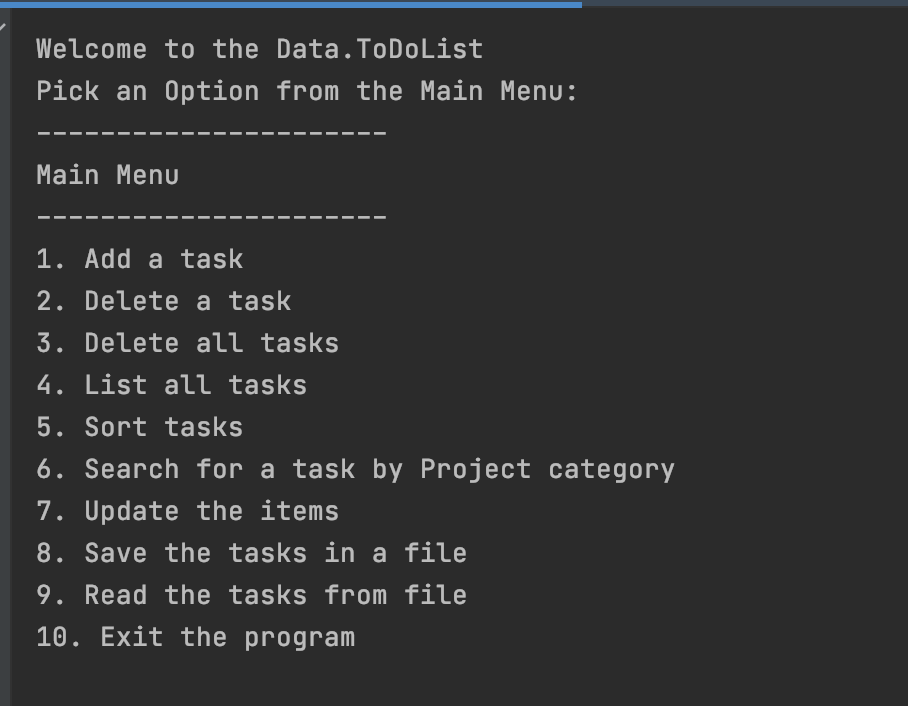 Welcome to the Data.ToDoList
Pick an Option from the Main Menu:
----------------------
Main Menu
----------------------
1. Add a task
2. Delete a task
3. Delete all tasks
4. List all tasks
5. Sort tasks
6. Search for a task by Project category
7. Update the items
8. Save the tasks in a file
9. Read the tasks from file
10. Exit the program